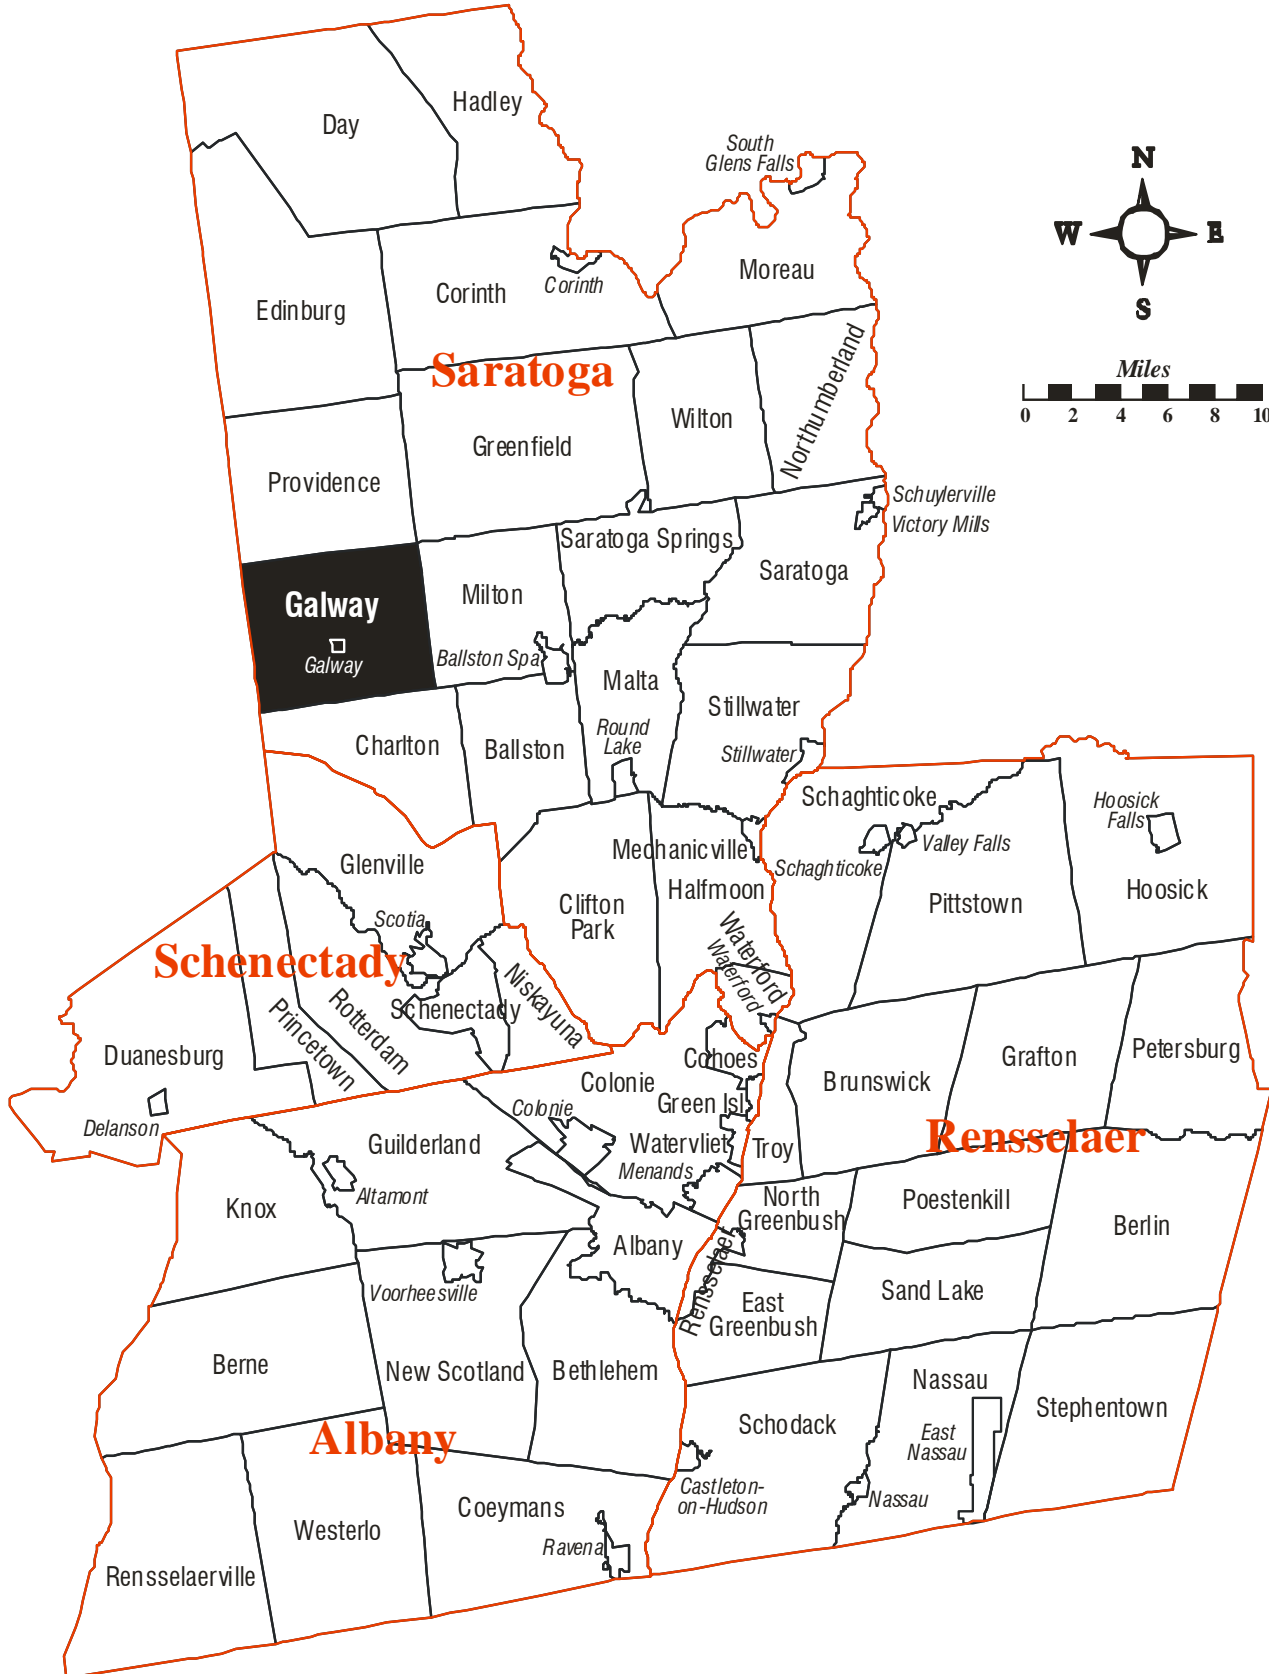 Hadley
Day
South
Glens Falls
N
W
E
S
Moreau
Corinth
Corinth
Edinburg
Miles
0 2 4 6 8 10
Saratoga
Northumberland
Wilton
Greenfield
Providence
Schuylerville
Victory Mills
Saratoga Springs
Saratoga
Milton
Galway
Galway
Ballston Spa
Malta
Stillwater
Round
Lake
Stillwater
Charlton
Ballston
Schaghticoke
Hoosick
Falls
Valley Falls
Mechanicville
Schaghticoke
Glenville
Halfmoon
Hoosick
Pittstown
Clifton
Park
Scotia
Waterford
Waterford
Schenectady
Niskayuna
Schenectady
Rotterdam
Princetown
Duanesburg
Cohoes
Petersburg
Grafton
Brunswick
Colonie
Green Isl
Colonie
Delanson
Rensselaer
Guilderland
Watervliet
Troy
Menands
Altamont
Knox
North
Greenbush
Poestenkill
Berlin
Albany
Rensselaer
Voorheesville
Sand Lake
East
Greenbush
Berne
New Scotland
Bethlehem
Nassau
Stephentown
Schodack
Albany
East
Nassau
Castleton-
on-Hudson
Nassau
Coeymans
Westerlo
Ravena
Rensselaerville